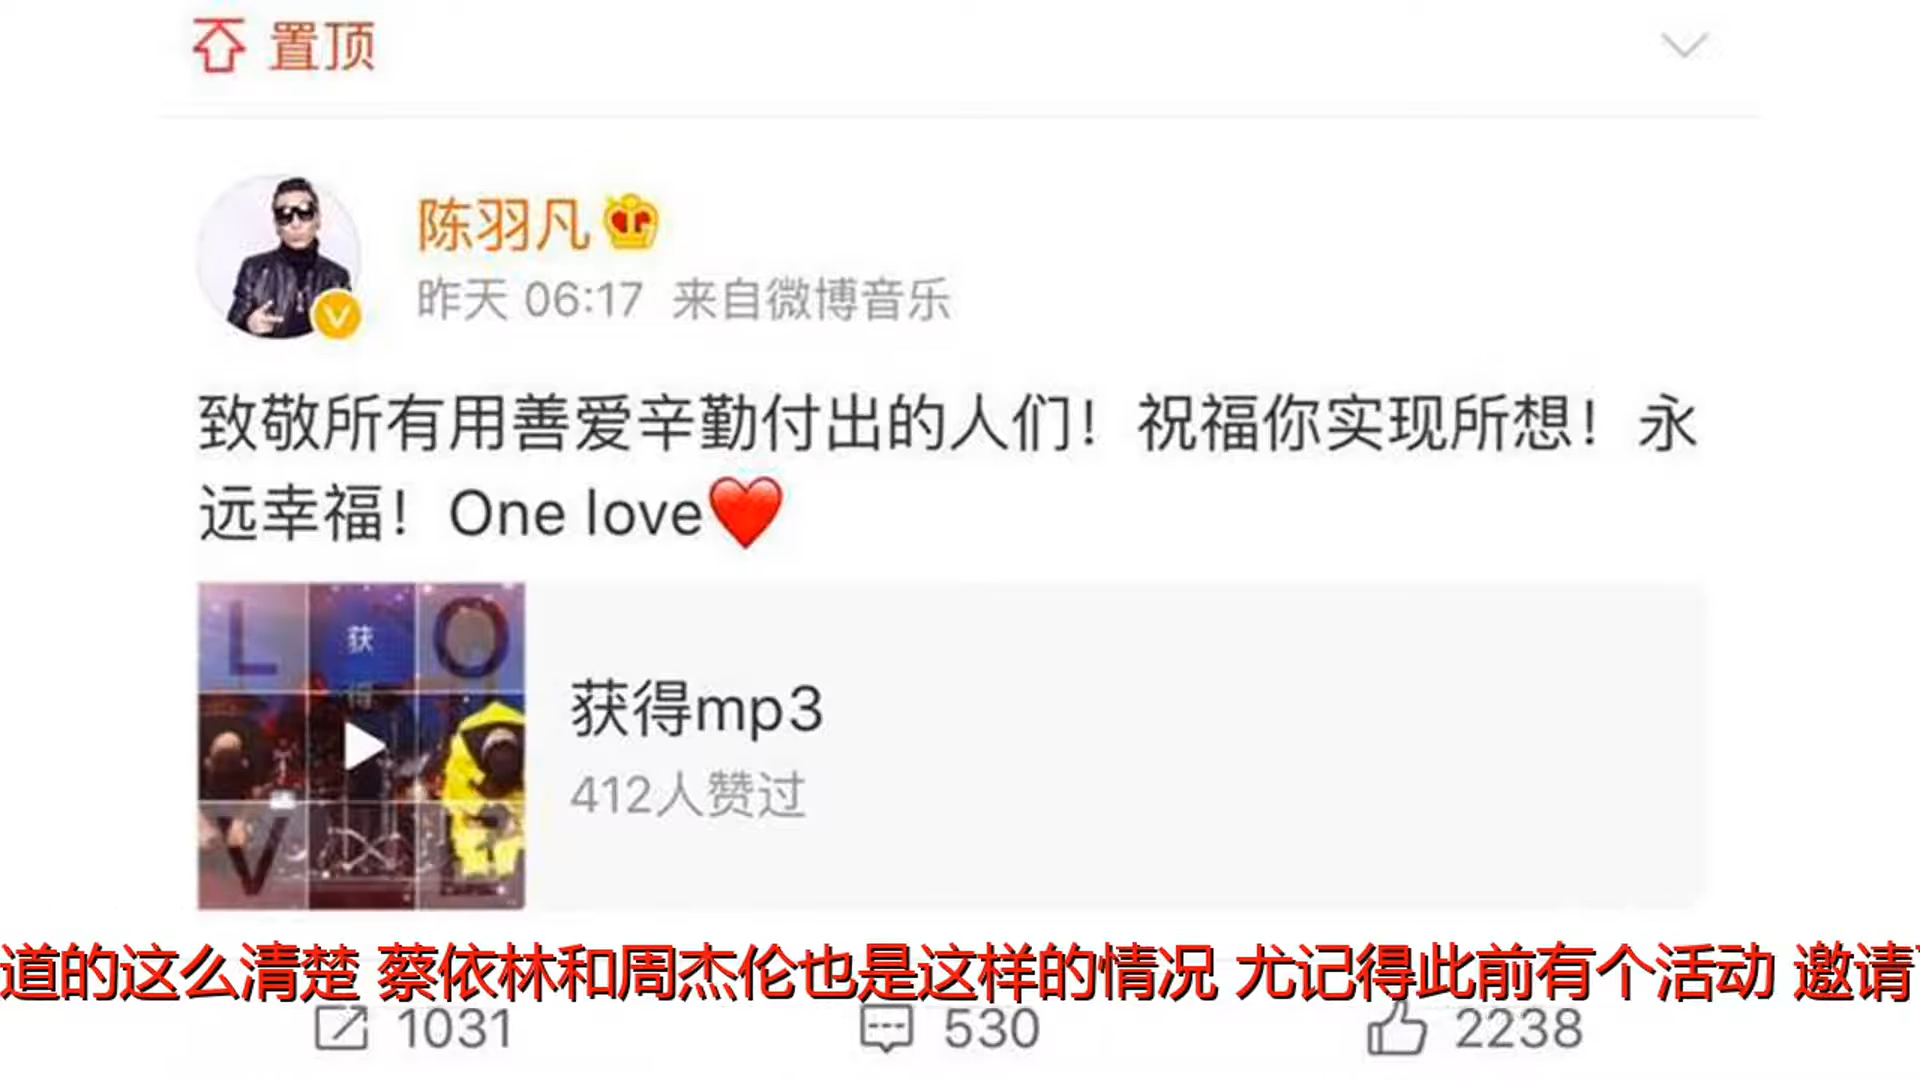 置顶
陈羽凡
昨天 06:17 来自微博音乐
致敬所有用善爱辛勤付出的人们！祝福你实现所想！永
远幸福！One love❤️
L 获 O
得
V E
获得mp3
412人赞过
道的这么清楚 蔡依林和周杰伦也是这样的情况 尤记得此前有个活动 邀请
1031 530 2238